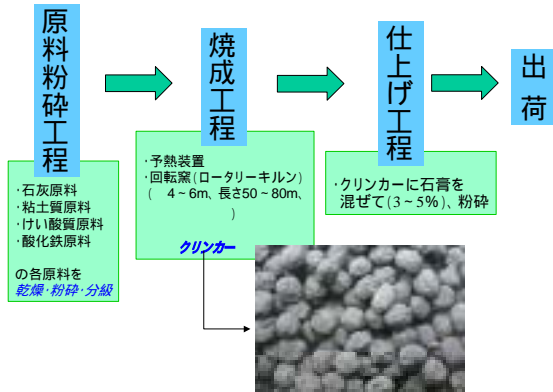 原料粉砕工程
焼成工程
仕上げ工程
出荷
・石灰原料
・粘土質原料
・けい酸質原料
・酸化鉄原料
の各原料を
乾燥・粉砕・分級
・予熱装置
・回転窯(ロータリーキルン)
( 4~6m、長さ50~80m、
)
クリンカー
・クリンカーに石膏を
混ぜて(3~5%)、粉砕